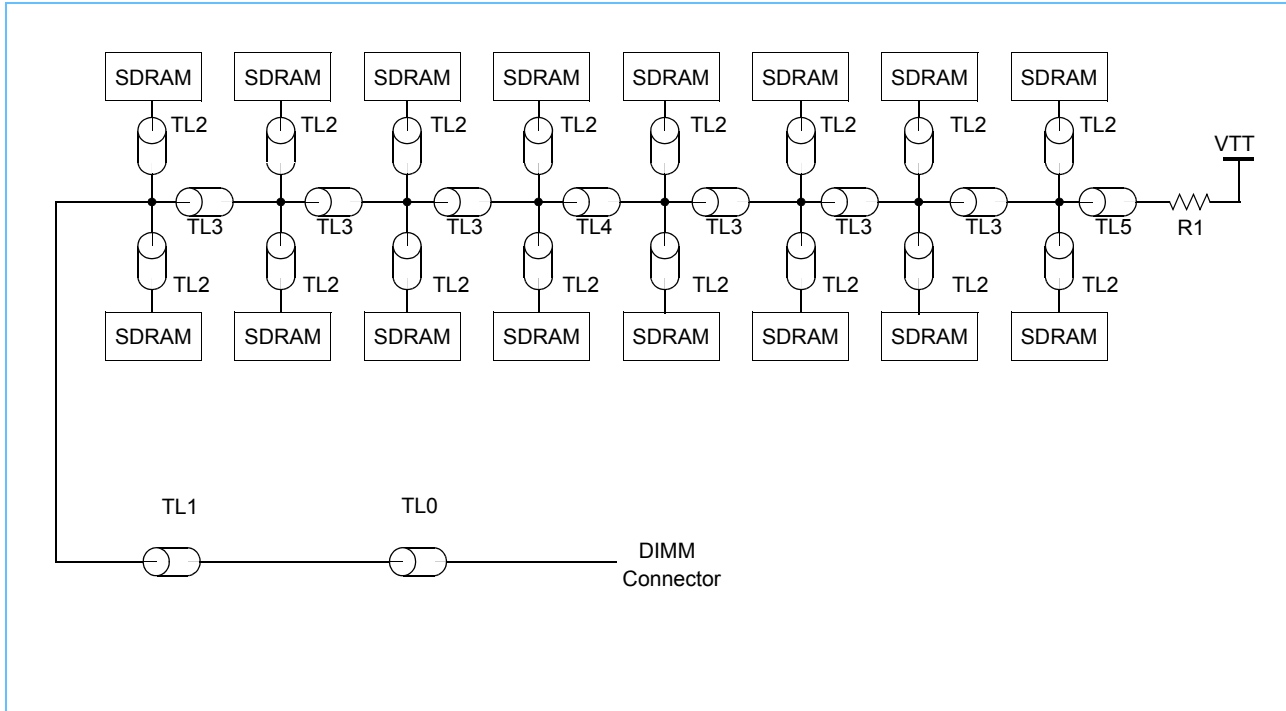 SDRAM SDRAM SDRAM SDRAM SDRAM SDRAM SDRAM SDRAM
TL2 TL2 TL2 TL2 TL2 TL2 TL2 TL2
VTT
TL3 TL3 TL3 TL4 TL3 TL3 TL3 TL5 R1
TL2 TL2 TL2 TL2 TL2 TL2 TL2 TL2
SDRAM SDRAM SDRAM SDRAM SDRAM SDRAM SDRAM SDRAM
TL1 TL0
DIMM
Connector